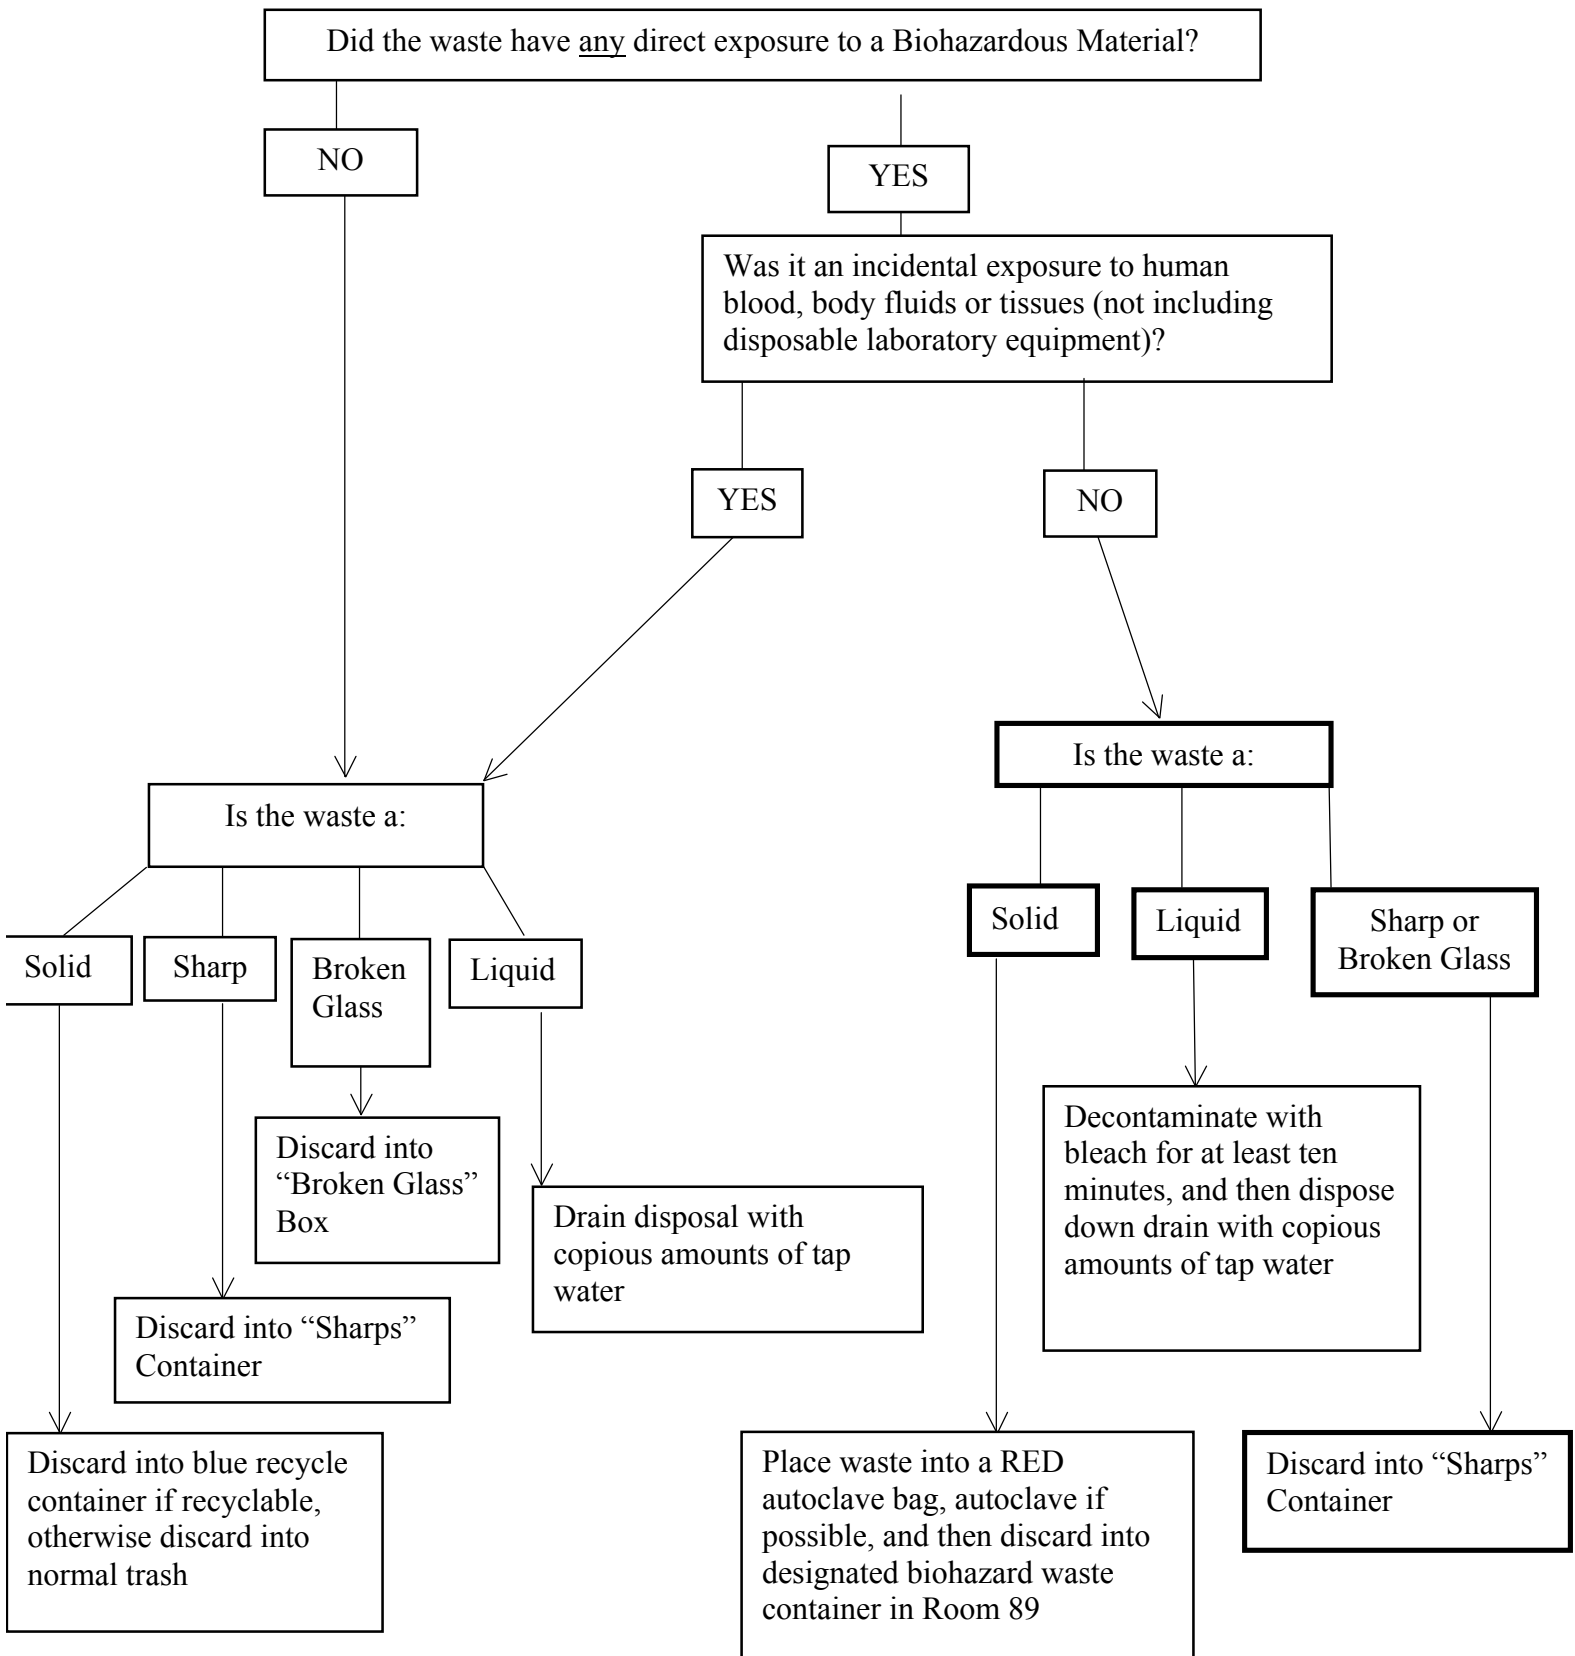 Did the waste have any direct exposure to a Biohazardous Material?
NO
YES
Was it an incidental exposure to human
blood, body fluids or tissues (not including
disposable laboratory equipment)?
YES
NO
Is the waste a:
Is the waste a:
Solid
Sharp
Broken
Glass
Liquid
Solid
Liquid
Sharp or
Broken Glass
Discard into
“Broken Glass”
Box
Drain disposal with
copious amounts of tap
water
Decontaminate with
bleach for at least ten
minutes, and then dispose
down drain with copious
amounts of tap water
Discard into “Sharps”
Container
Discard into blue recycle
container if recyclable,
otherwise discard into
normal trash
Place waste into a RED
autoclave bag, autoclave if
possible, and then discard into
designated biohazard waste
container in Room 89
Discard into “Sharps”
Container